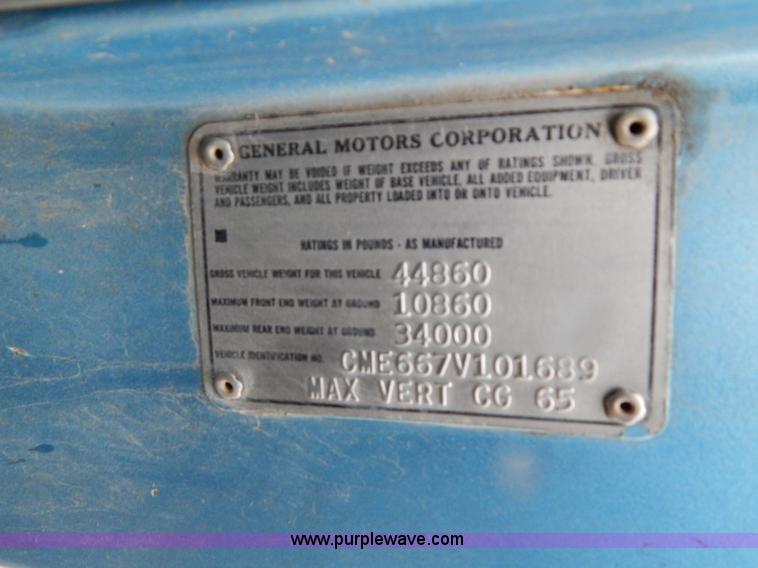 GENERAL MOTORS CORPORATION
WARRANTY MAY BE VOIDED IF WEIGHT EXCEEDS ANY OF RATINGS SHOWN. GROSS
VEHICLE WEIGHT INCLUDES WEIGHT OF BASE VEHICLE, ALL ADDED EQUIPMENT, DRIVER
AND PASSENGERS, AND ALL PROPERTY LOADED INTO OR ONTO VEHICLE.
RATINGS IN POUNDS - AS MANUFACTURED
GROSS VEHICLE WEIGHT FOR THIS VEHICLE 44860
MAXIMUM FRONT END WEIGHT AT GROUND 10860
MAXIMUM REAR END WEIGHT AT GROUND 34000
VEHICLE IDENTIFICATION NO. CME667V101689
MAX VERT CG 65
www.purplewave.com